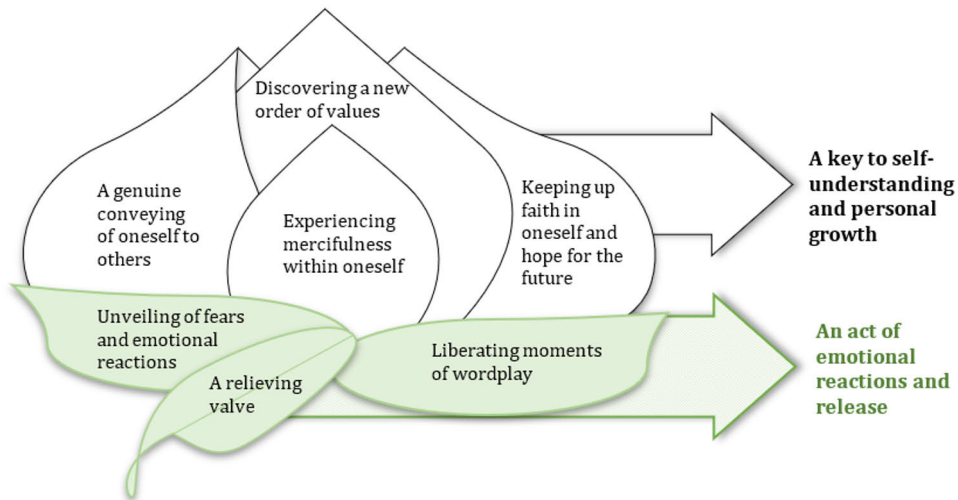 Discovering a new
order of values
A genuine
conveying
of oneself to
others
Experiencing
mercifulness
within oneself
Keeping up
faith in
oneself and
hope for the
future
A key to self-
understanding
and personal
growth
Unveiling of fears
and emotional
reactions
A relieving
valve
Liberating moments
of wordplay
An act of
emotional
reactions and
release